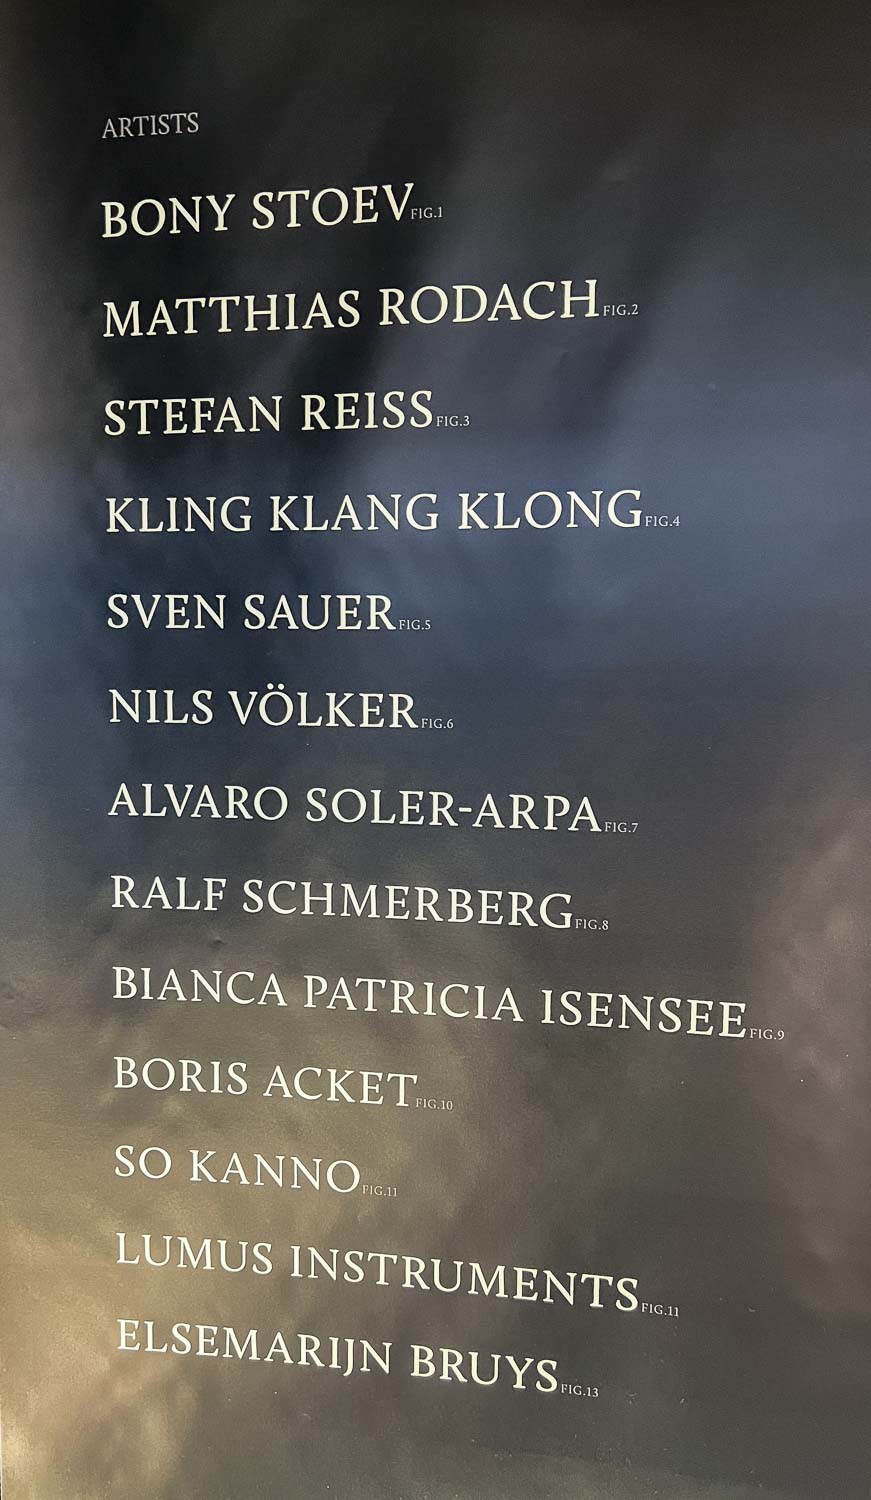 ARTISTS
BONY STOEV FIG.1
MATTHIAS RODACH FIG.2
STEFAN REISS FIG.3
KLING KLANG KLONG FIG.4
SVEN SAUER FIG.5
NILS VÖLKER FIG.6
ALVARO SOLER-ARPA FIG.7
RALF SCHMERBERG FIG.8
BIANCA PATRICIA ISENSEE FIG.9
BORIS ACKET FIG.10
SO KANNO FIG.11
LUMUS INSTRUMENTS FIG.11
ELSEMARIJN BRUYS FIG.13